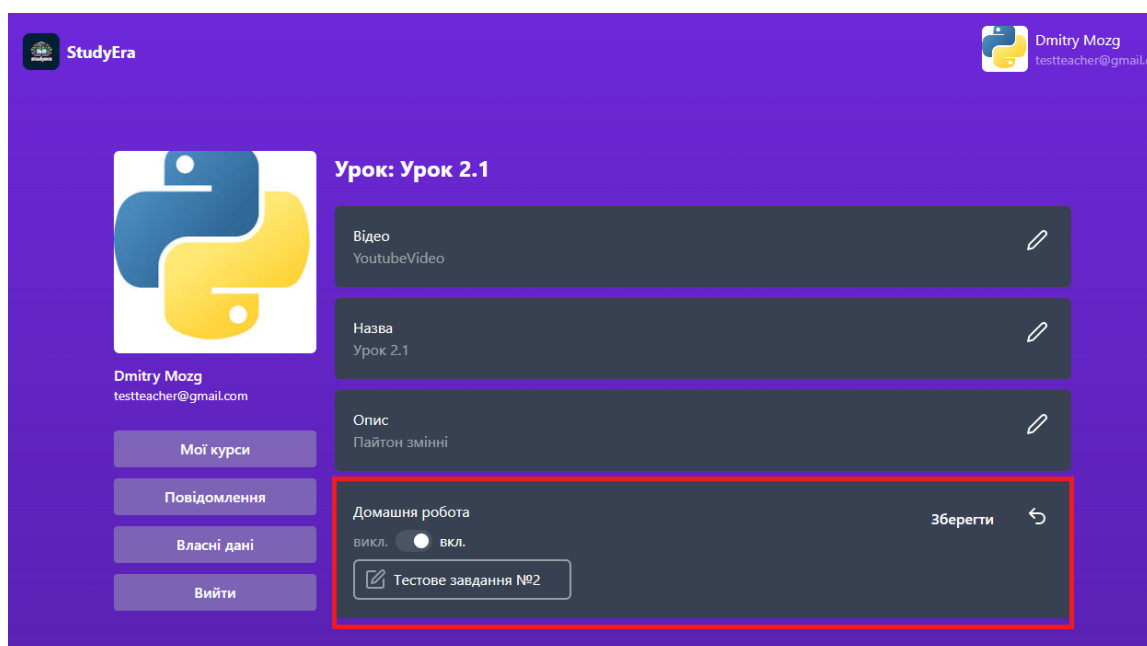 StudyEra
Dmitry Mozg
testteacher@gmail.
Урок: Урок 2.1
Відео
YoutubeVideo
Назва
Урок 2.1
Опис
Пайтон змінні
Домашня робота
викл. вкл.
Зберегти
Тестове завдання №2
Dmitry Mozg
testteacher@gmail.com
Мої курси
Повідомлення
Власні дані
Вийти